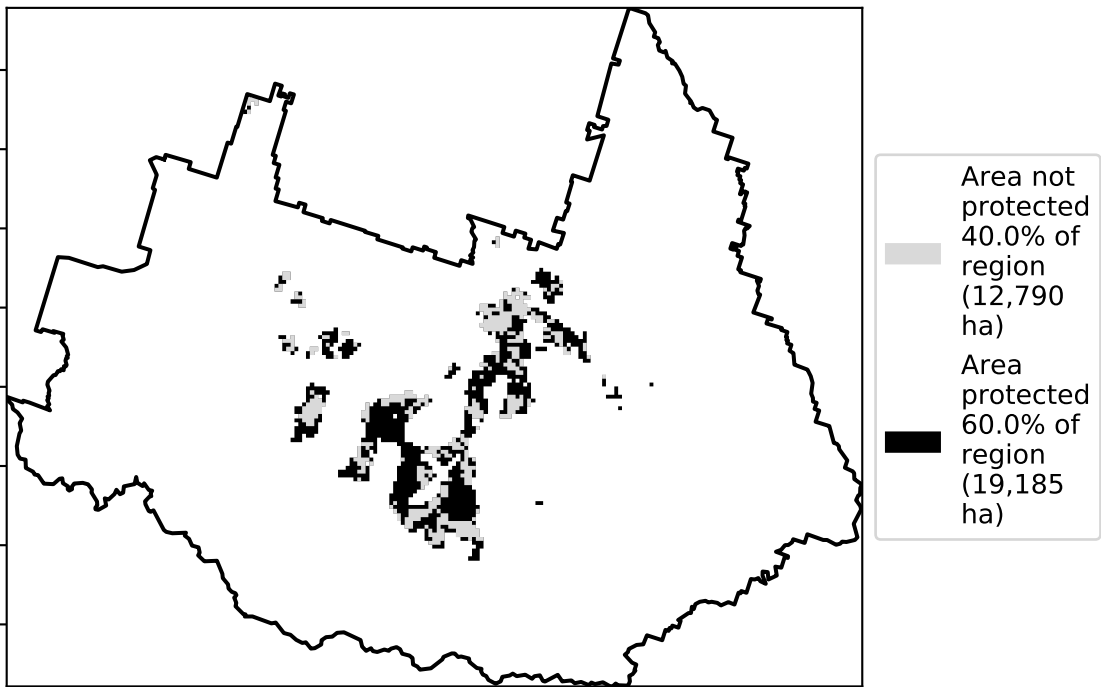 Area not
protected
40.0% of
region
(12,790
ha)
Area
protected
60.0% of
region
(19,185
ha)